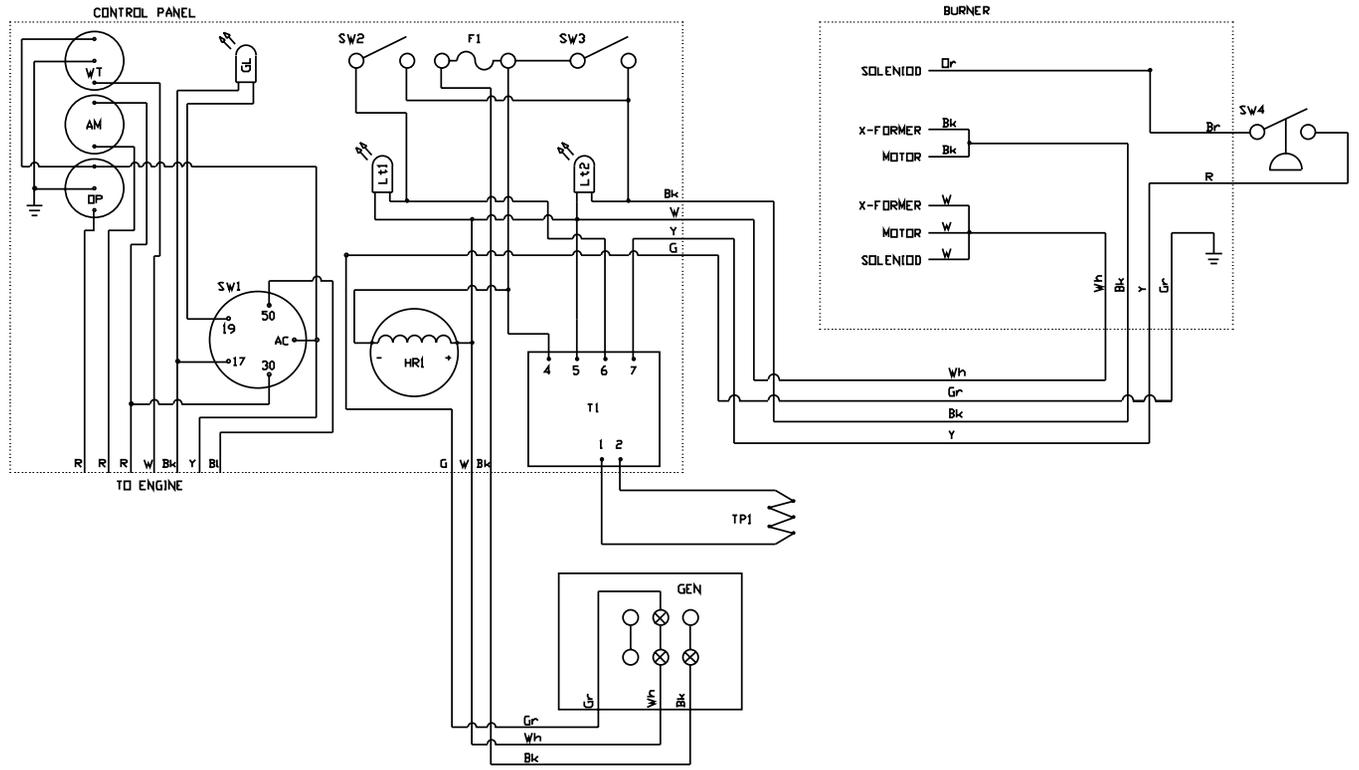 CONTROL PANEL
BURNER
WT
AM
OP
GL
SW2
F1
SW3
Lt1
Lt2
Bk
W
Y
G
SW1
50
19
AC
17
30
HR1
- +
4 5 6 7
T1
1 2
R R R W Bk Y Bl
G W Bk
TO ENGINE
SOLENIOD Or
X-FORMER Bk
MOTOR Bk
X-FORMER W
MOTOR W
SOLENIOD W
SW4
Br
R
Wh Bk Y Gr
Wh
Gr
Bk
Y
TP1
GEN
Gr Wh Bk
Gr
Wh
Bk